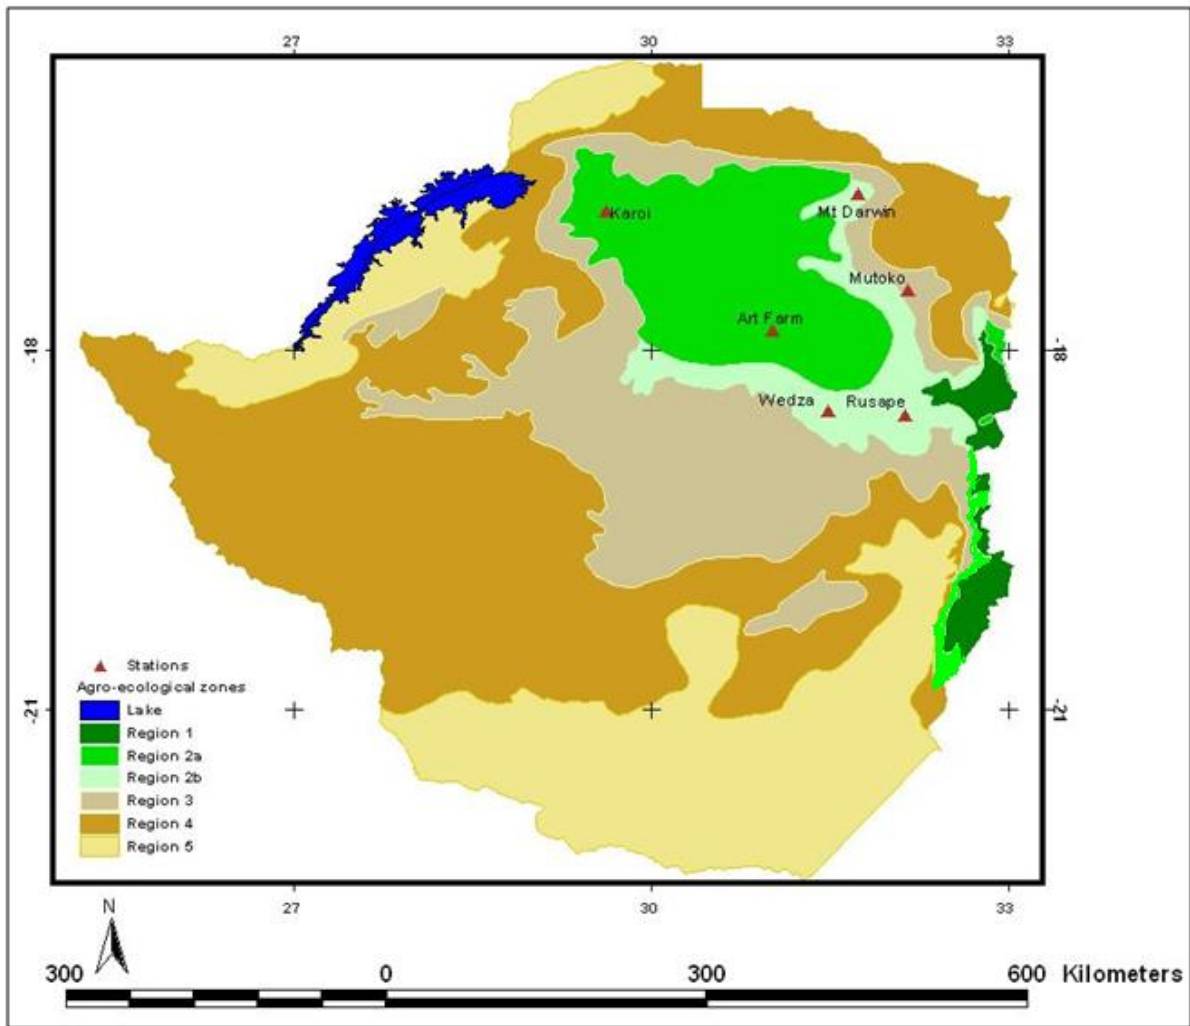 27 30 33
Karoi
Mt Darwin
Mutoko
Art Farm
-18 -18
Wedza Rusape
Stations
Agro-ecological zones
Lake
Region 1
Region 2a
Region 2b
Region 3
Region 4
Region 5
-21 -21
27 30 33
N
300 0 300 600 Kilometers